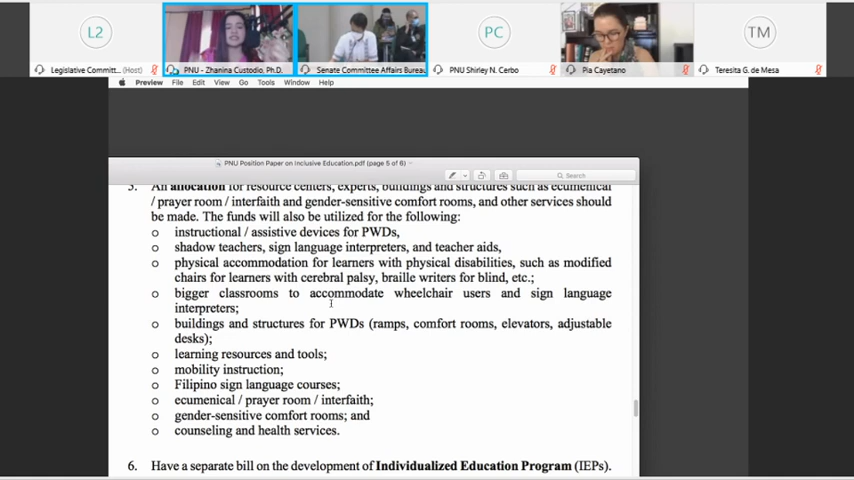 L2
PC
TM
Legislative Committ... (Host)
PNU - Zhanina Custodio, Ph.D.
Senate Committee Affairs Bureau
PNU Shirley N. Cerbo
Pia Cayetano
Teresita G. de Mesa
Preview File Edit View Go Tools Window Help
PNU Position Paper on Inclusive Education.pdf (page 5 of 6)
Search
5. An allocation for resource centers, experts, buildings and structures such as ecumenical
/ prayer room / interfaith and gender-sensitive comfort rooms, and other services should
be made. The funds will also be utilized for the following:
o instructional / assistive devices for PWDs,
o shadow teachers, sign language interpreters, and teacher aids,
o physical accommodation for learners with physical disabilities, such as modified
chairs for learners with cerebral palsy, braille writers for blind, etc.;
o bigger classrooms to accommodate wheelchair users and sign language
interpreters;
o buildings and structures for PWDs (ramps, comfort rooms, elevators, adjustable
desks);
o learning resources and tools;
o mobility instruction;
o Filipino sign language courses;
o ecumenical / prayer room / interfaith;
o gender-sensitive comfort rooms; and
o counseling and health services.
6. Have a separate bill on the development of Individualized Education Program (IEPs).